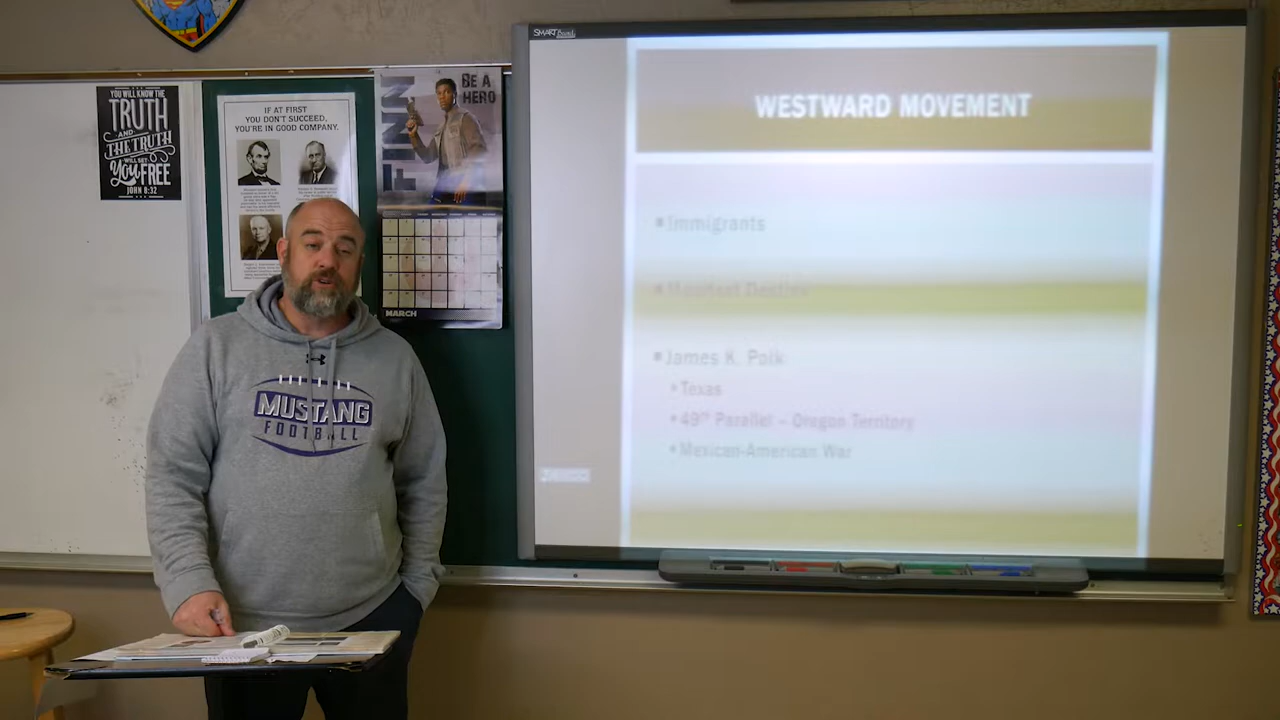 SMART Board
WESTWARD MOVEMENT
Immigrants
Manifest Destiny
James K. Polk
Texas
49th Parallel – Oregon Territory
Mexican-American War
YOU WILL KNOW THE
TRUTH
AND
THE TRUTH
WILL SET
You FREE
JOHN 8:32
IF AT FIRST
YOU DON'T SUCCEED,
YOU'RE IN GOOD COMPANY.
FINN
BE A
HERO
MARCH
MUSTANG
FOOTBALL